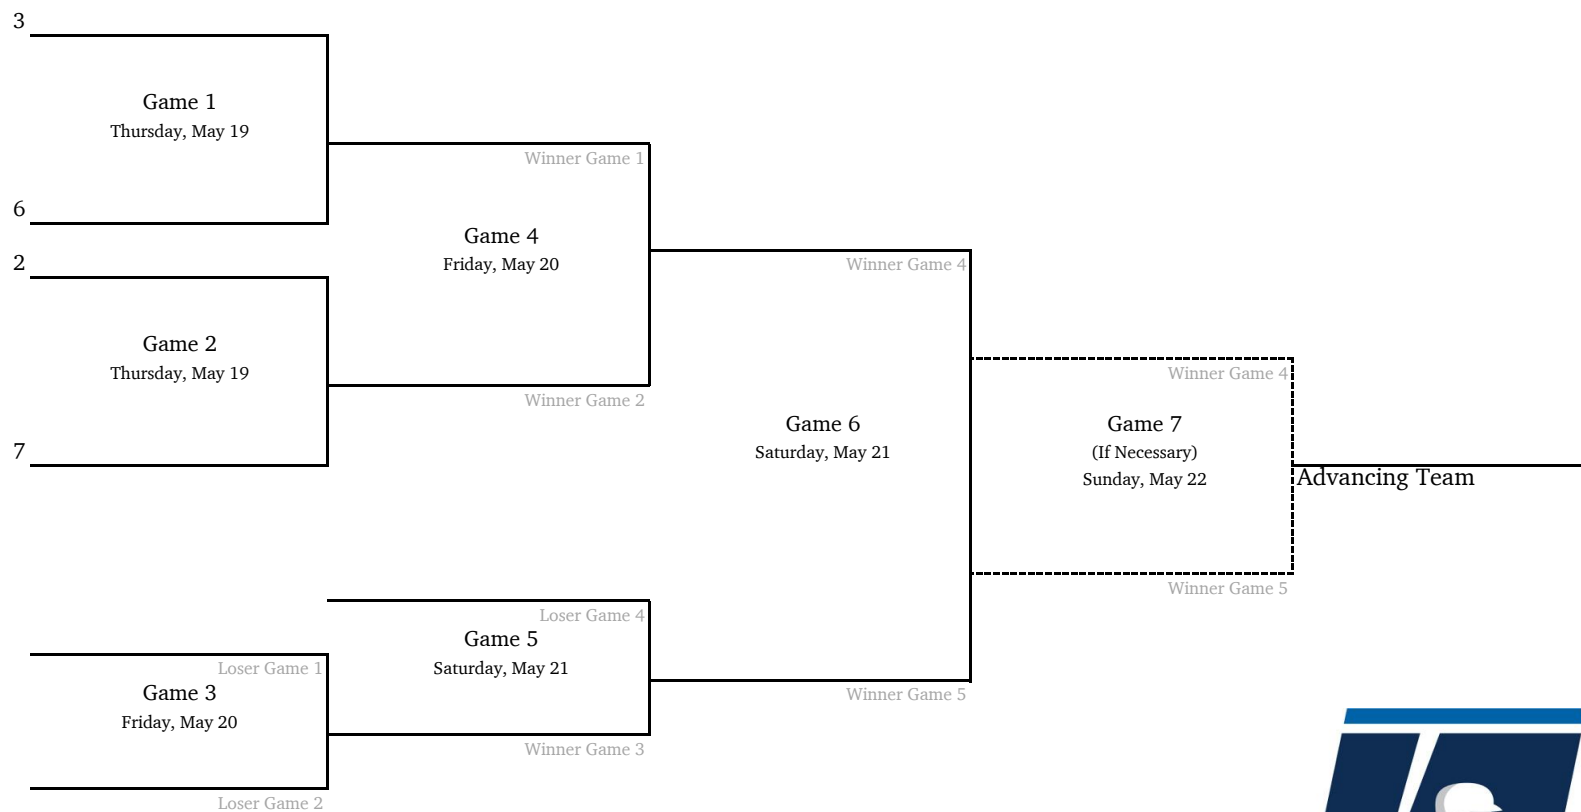 3
Game 1
Thursday, May 19
Winner Game 1
6
Game 4
Friday, May 20
2
Winner Game 4
Game 2
Thursday, May 19
Winner Game 4
Winner Game 2
Game 6
Saturday, May 21
Game 7
(If Necessary)
Sunday, May 22
7
Advancing Team
Winner Game 5
Loser Game 4
Game 5
Saturday, May 21
Loser Game 1
Game 3
Friday, May 20
Winner Game 5
Winner Game 3
Loser Game 2